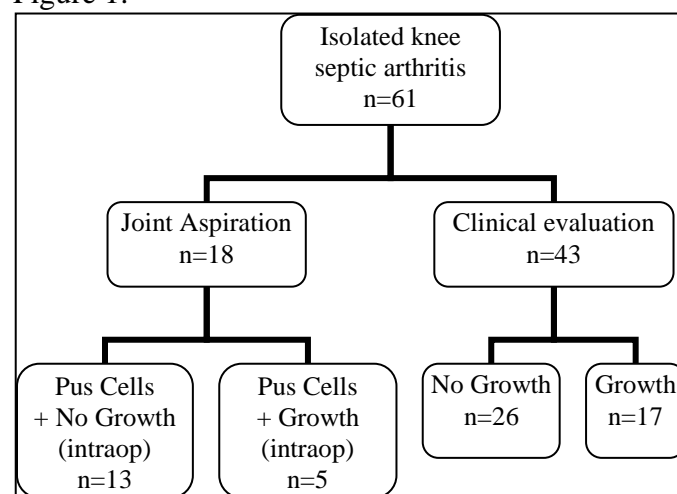 Figure 1:
Isolated knee
septic arthritis
n=61
Joint Aspiration
n=18
Clinical evaluation
n=43
Pus Cells
+ No Growth
(intraop)
n=13
Pus Cells
+ Growth
(intraop)
n=5
No Growth
n=26
Growth
n=17